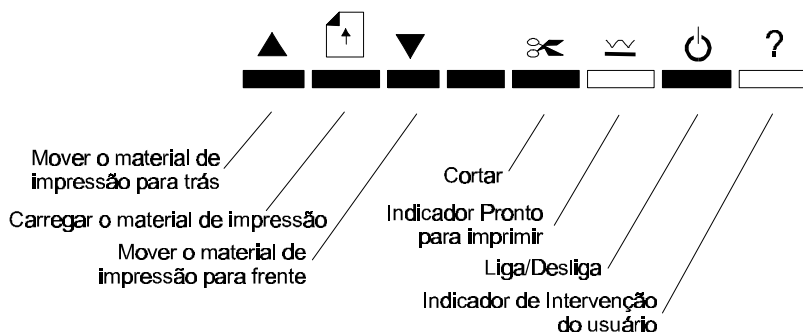 ?
Mover o material de
impressão para trás
Carregar o material de impressão
Mover o material de
impressão para frente
Cortar
Indicador Pronto
para imprimir
Liga/Desliga
Indicador de Intervenção
do usuário